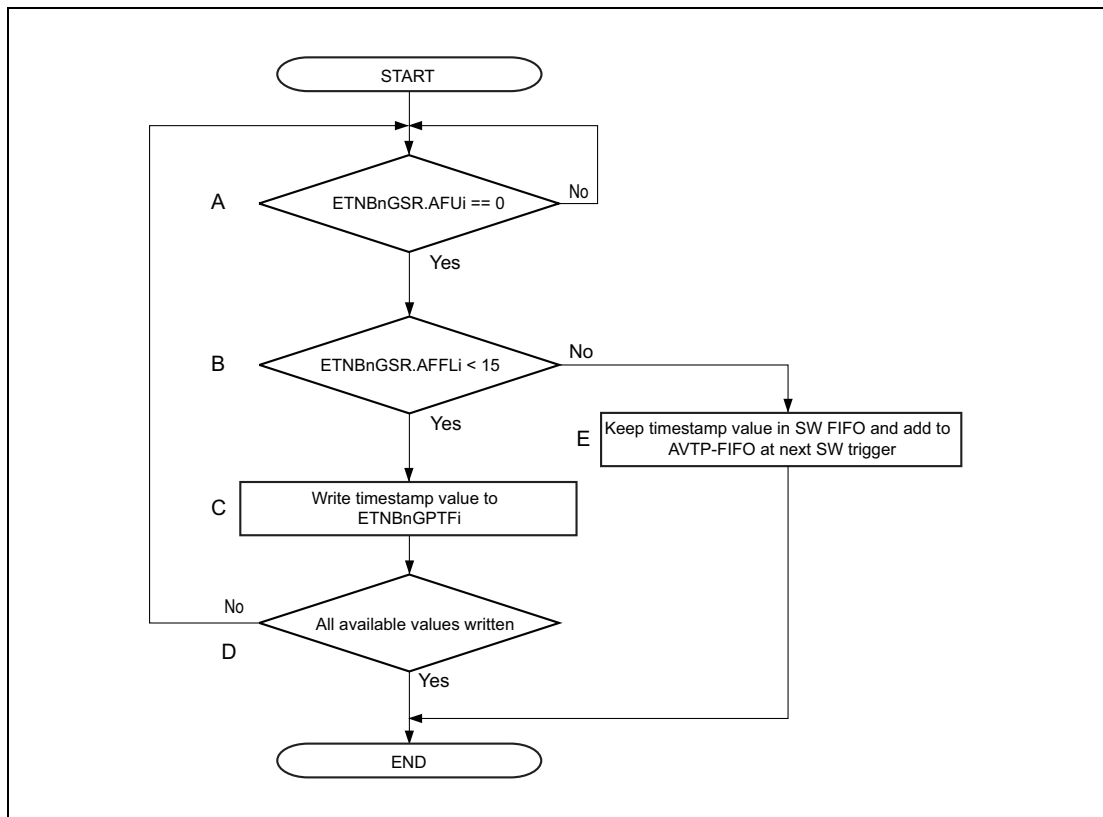 START
A
ETNBnGSR.AFUi == 0
No
Yes
B
ETNBnGSR.AFFLi < 15
No
Yes
E
Keep timestamp value in SW FIFO and add to
AVTP-FIFO at next SW trigger
C
Write timestamp value to
ETNBnGPTFi
No
All available values written
D
Yes
END